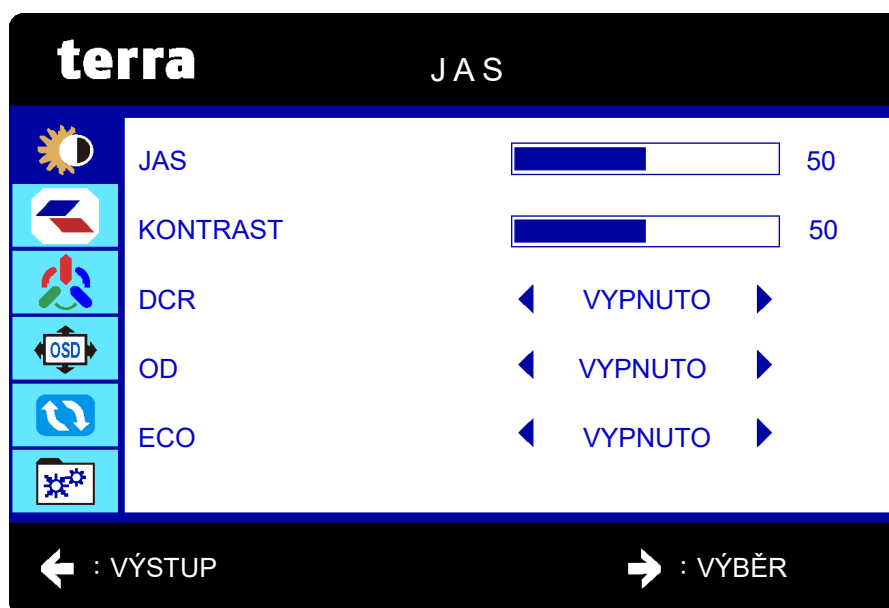 terra
JAS
JAS 50
KONTRAST 50
DCR VYPNUTO
OD VYPNUTO
OSD
ECO VYPNUTO
: VÝSTUP : VÝBĚR